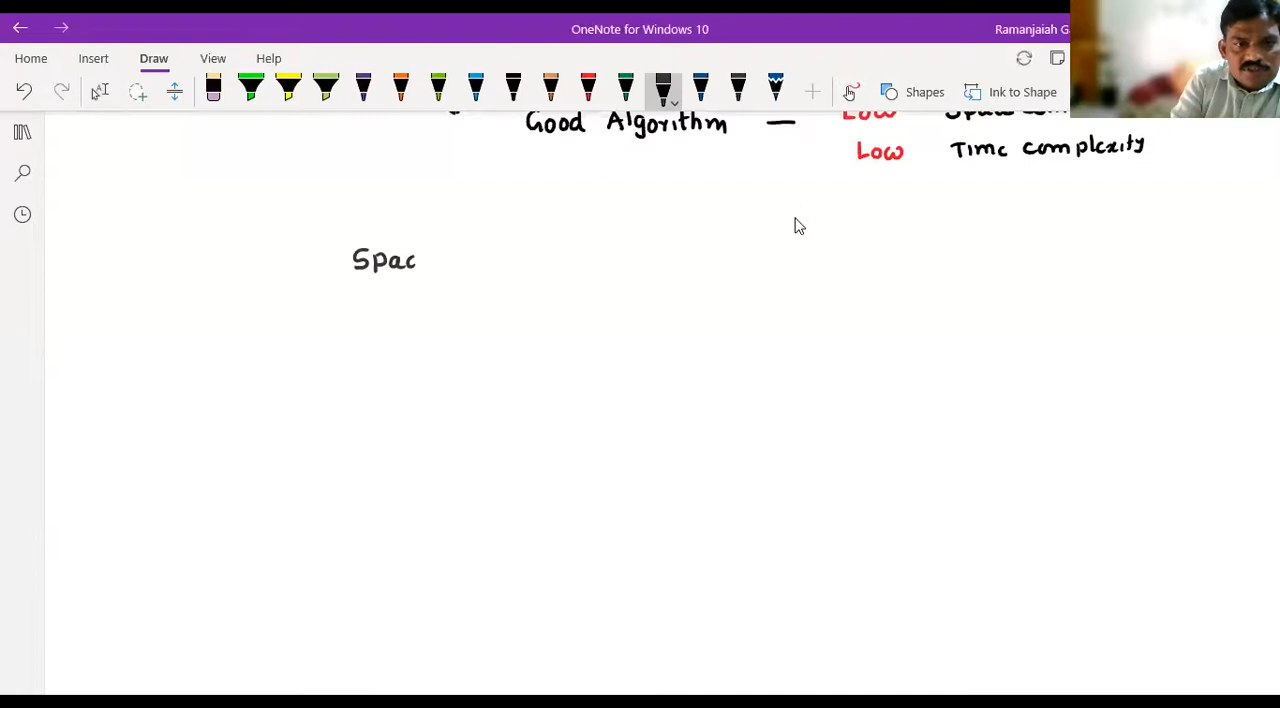 OneNote for Windows 10
Ramanjaiah G
Home Insert Draw View Help
Shapes Ink to Shape
Good Algorithm — Low
Low Time complexity
Spac